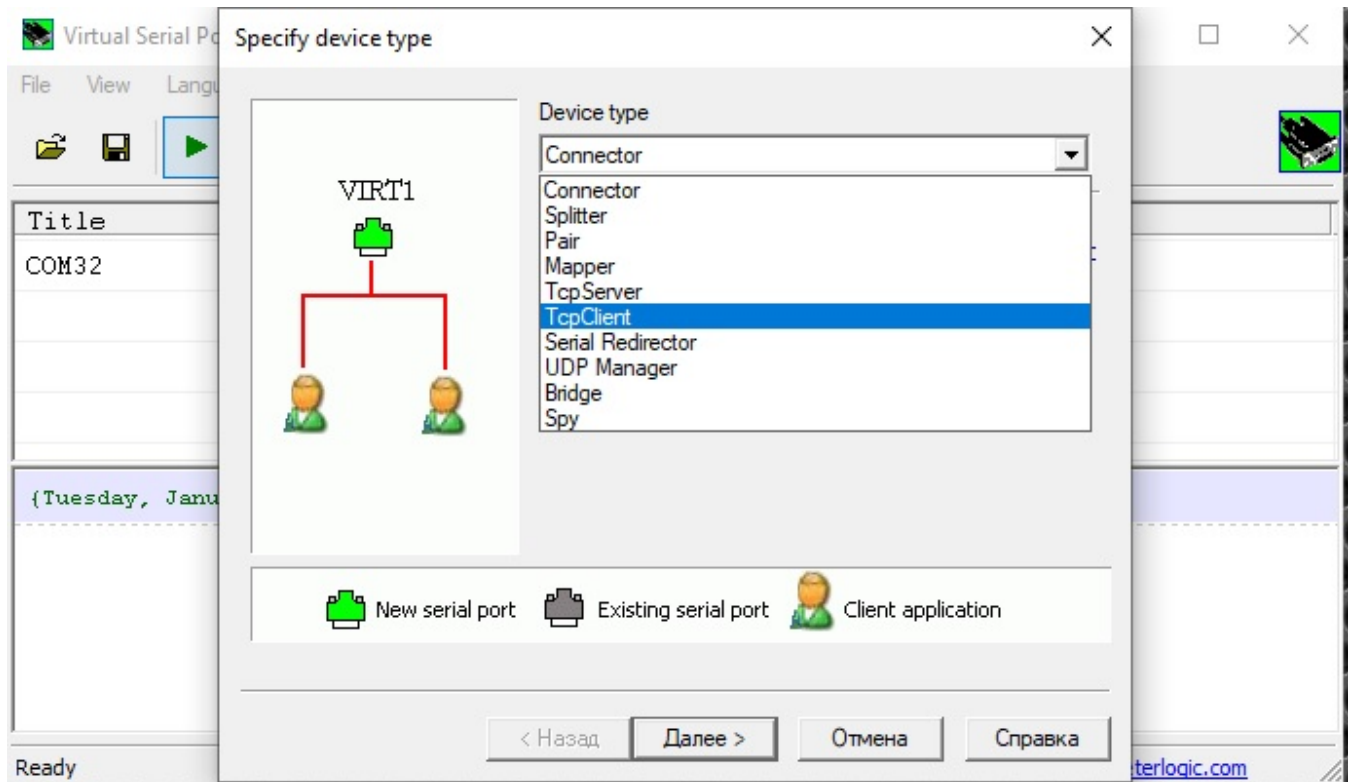 Virtual Serial Po
Specify device type
File View Langu
Device type
Connector
VIRT1
Connector
Splitter
Pair
Mapper
TcpServer
TcpClient
Serial Redirector
UDP Manager
Bridge
Spy
Title
COM32
{Tuesday, Janu
New serial port Existing serial port Client application
< Назад Далее > Отмена Справка
Ready
terlogic.com